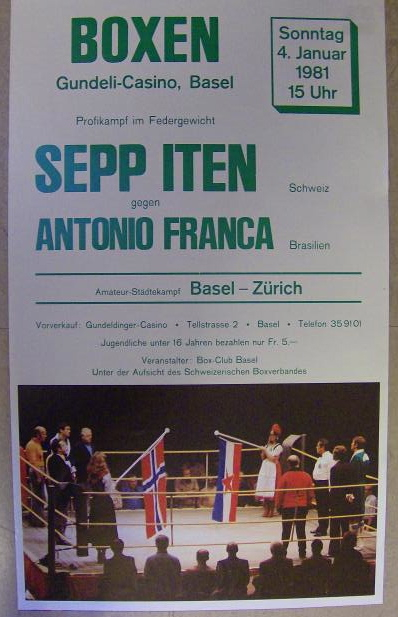 BOXEN
Gundeli-Casino, Basel
Sonntag
4. Januar
1981
15 Uhr
Profikampf im Federgewicht
SEPP ITEN Schweiz
gegen
ANTONIO FRANCA Brasilien
Amateur-Städtekampf Basel – Zürich
Vorverkauf: Gundeldinger-Casino • Tellstrasse 2 • Basel • Telefon 35 91 01
Jugendliche unter 16 Jahren bezahlen nur Fr. 5.—
Veranstalter: Box-Club Basel
Unter der Aufsicht des Schweizerischen Boxverbandes